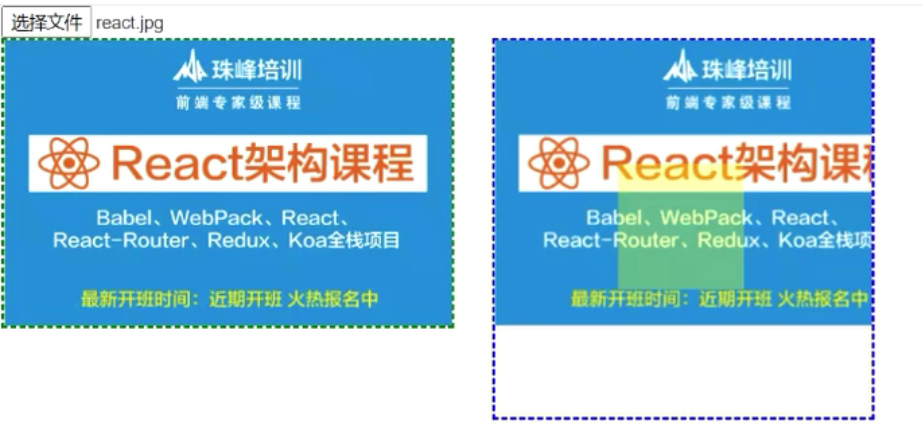 选择文件 react.jpg
珠峰培训
前端专家级课程
React架构课程
Babel、WebPack、React、
React-Router、Redux、Koa全栈项目
最新开班时间：近期开班 火热报名中
珠峰培训
前端专家级课程
React架构课
Babel、WebPack、React、
React-Router、Redux、Koa全栈项
最新开班时间：近期开班 火热报名中